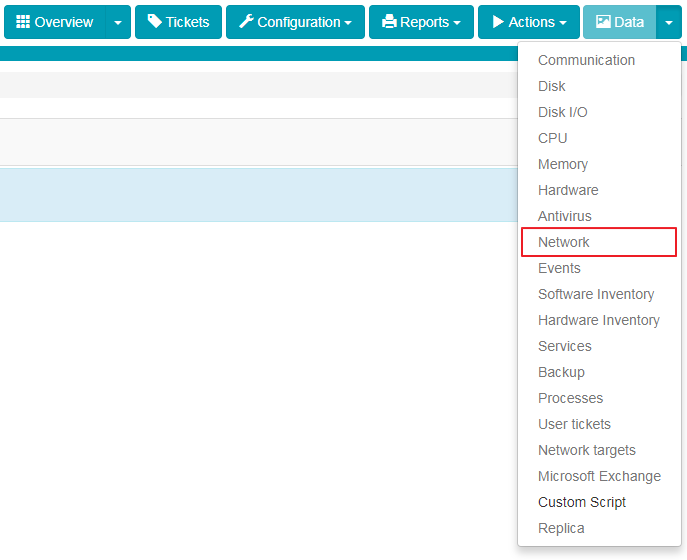 Overview Tickets Configuration Reports Actions Data
Communication
Disk
Disk I/O
CPU
Memory
Hardware
Antivirus
Network
Events
Software Inventory
Hardware Inventory
Services
Backup
Processes
User tickets
Network targets
Microsoft Exchange
Custom Script
Replica